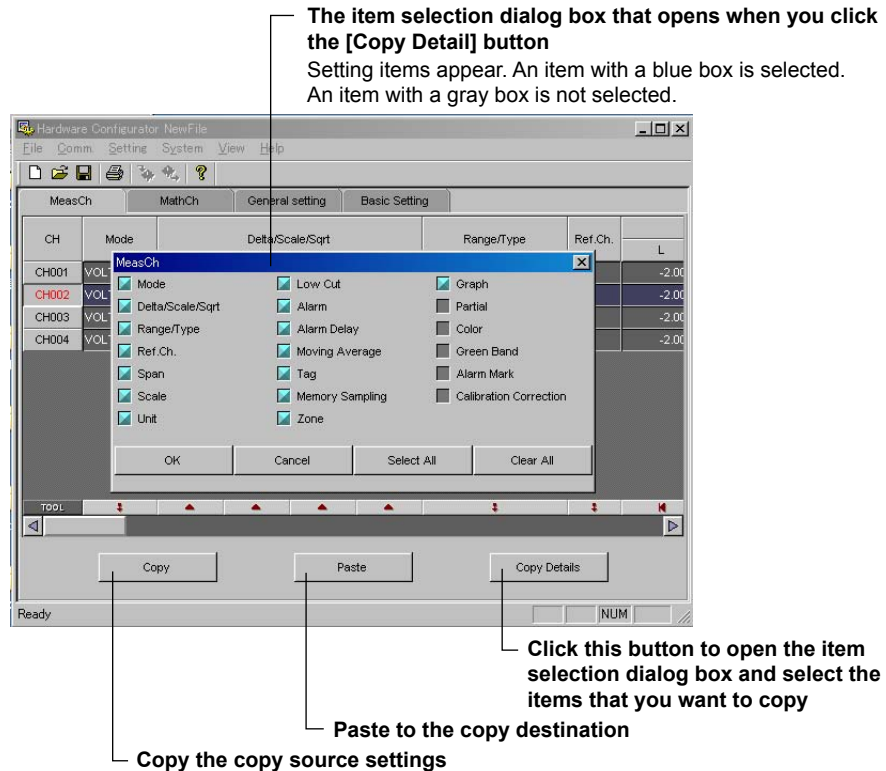 The item selection dialog box that opens when you click
the [Copy Detail] button
Setting items appear. An item with a blue box is selected.
An item with a gray box is not selected.
Hardware Configurator NewFile
File Comm. Setting System View Help
MeasCh MathCh General setting Basic Setting
CH Mode Delta/Scale/Sqrt Range/Type Ref.Ch.
L
MeasCh
CH001 VOLT -2.00
CH002 VOLT -2.00
CH003 VOLT -2.00
CH004 VOLT -2.00
Mode Low Cut Graph
Delta/Scale/Sqrt Alarm Partial
Range/Type Alarm Delay Color
Ref.Ch. Moving Average Green Band
Span Tag Alarm Mark
Scale Memory Sampling Calibration Correction
Unit Zone
OK Cancel Select All Clear All
TOOL
Copy Paste Copy Details
Ready NUM
Click this button to open the item
selection dialog box and select the
items that you want to copy
Paste to the copy destination
Copy the copy source settings